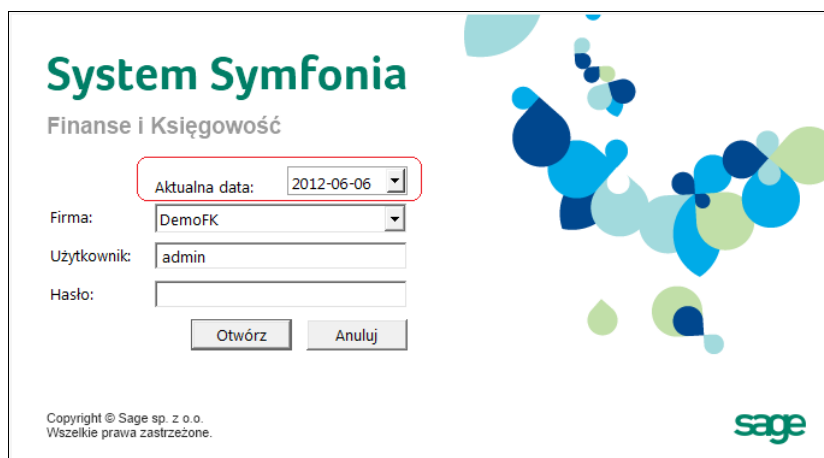 System Symfonia
Finanse i Księgowość
Aktualna data: 2012-06-06
Firma: DemoFK
Użytkownik: admin
Hasło:
Otwórz Anuluj
Copyright © Sage sp. z o.o.
Wszelkie prawa zastrzeżone.
sage